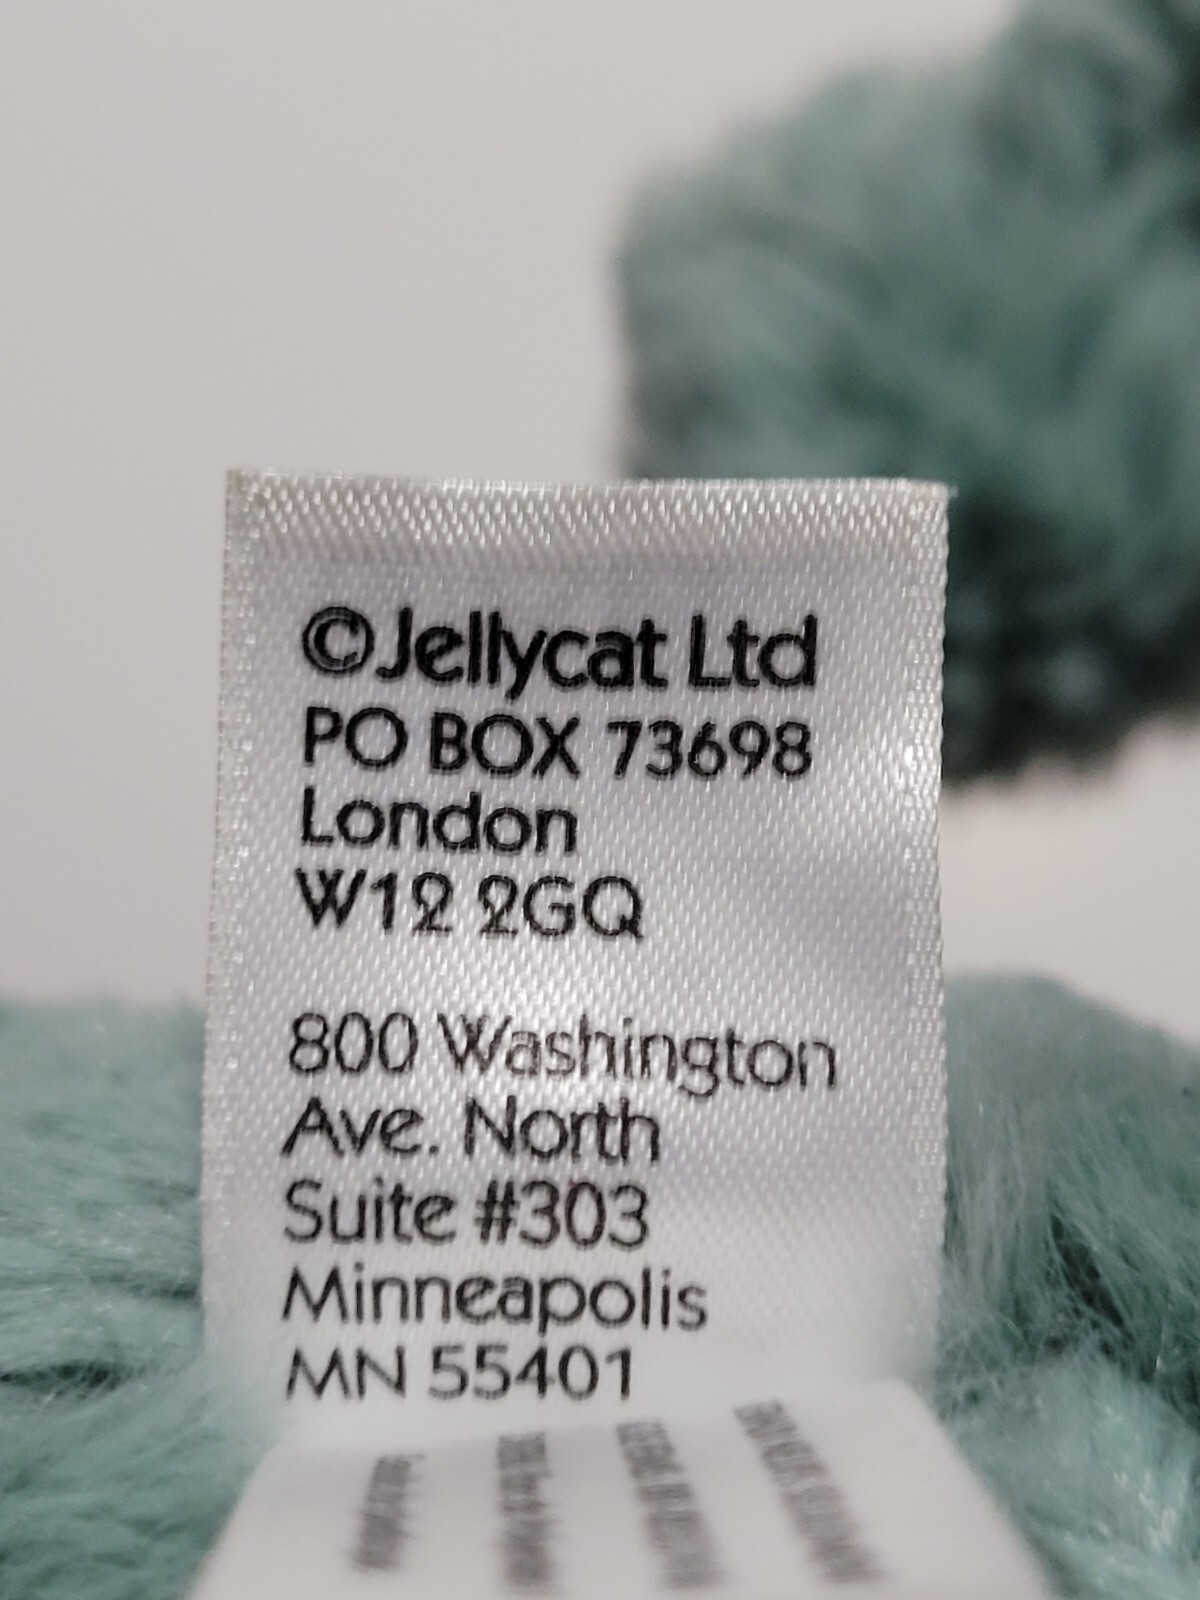 ©Jellycat Ltd
PO BOX 73698
London
W12 2GQ
800 Washington
Ave. North
Suite #303
Minneapolis
MN 55401